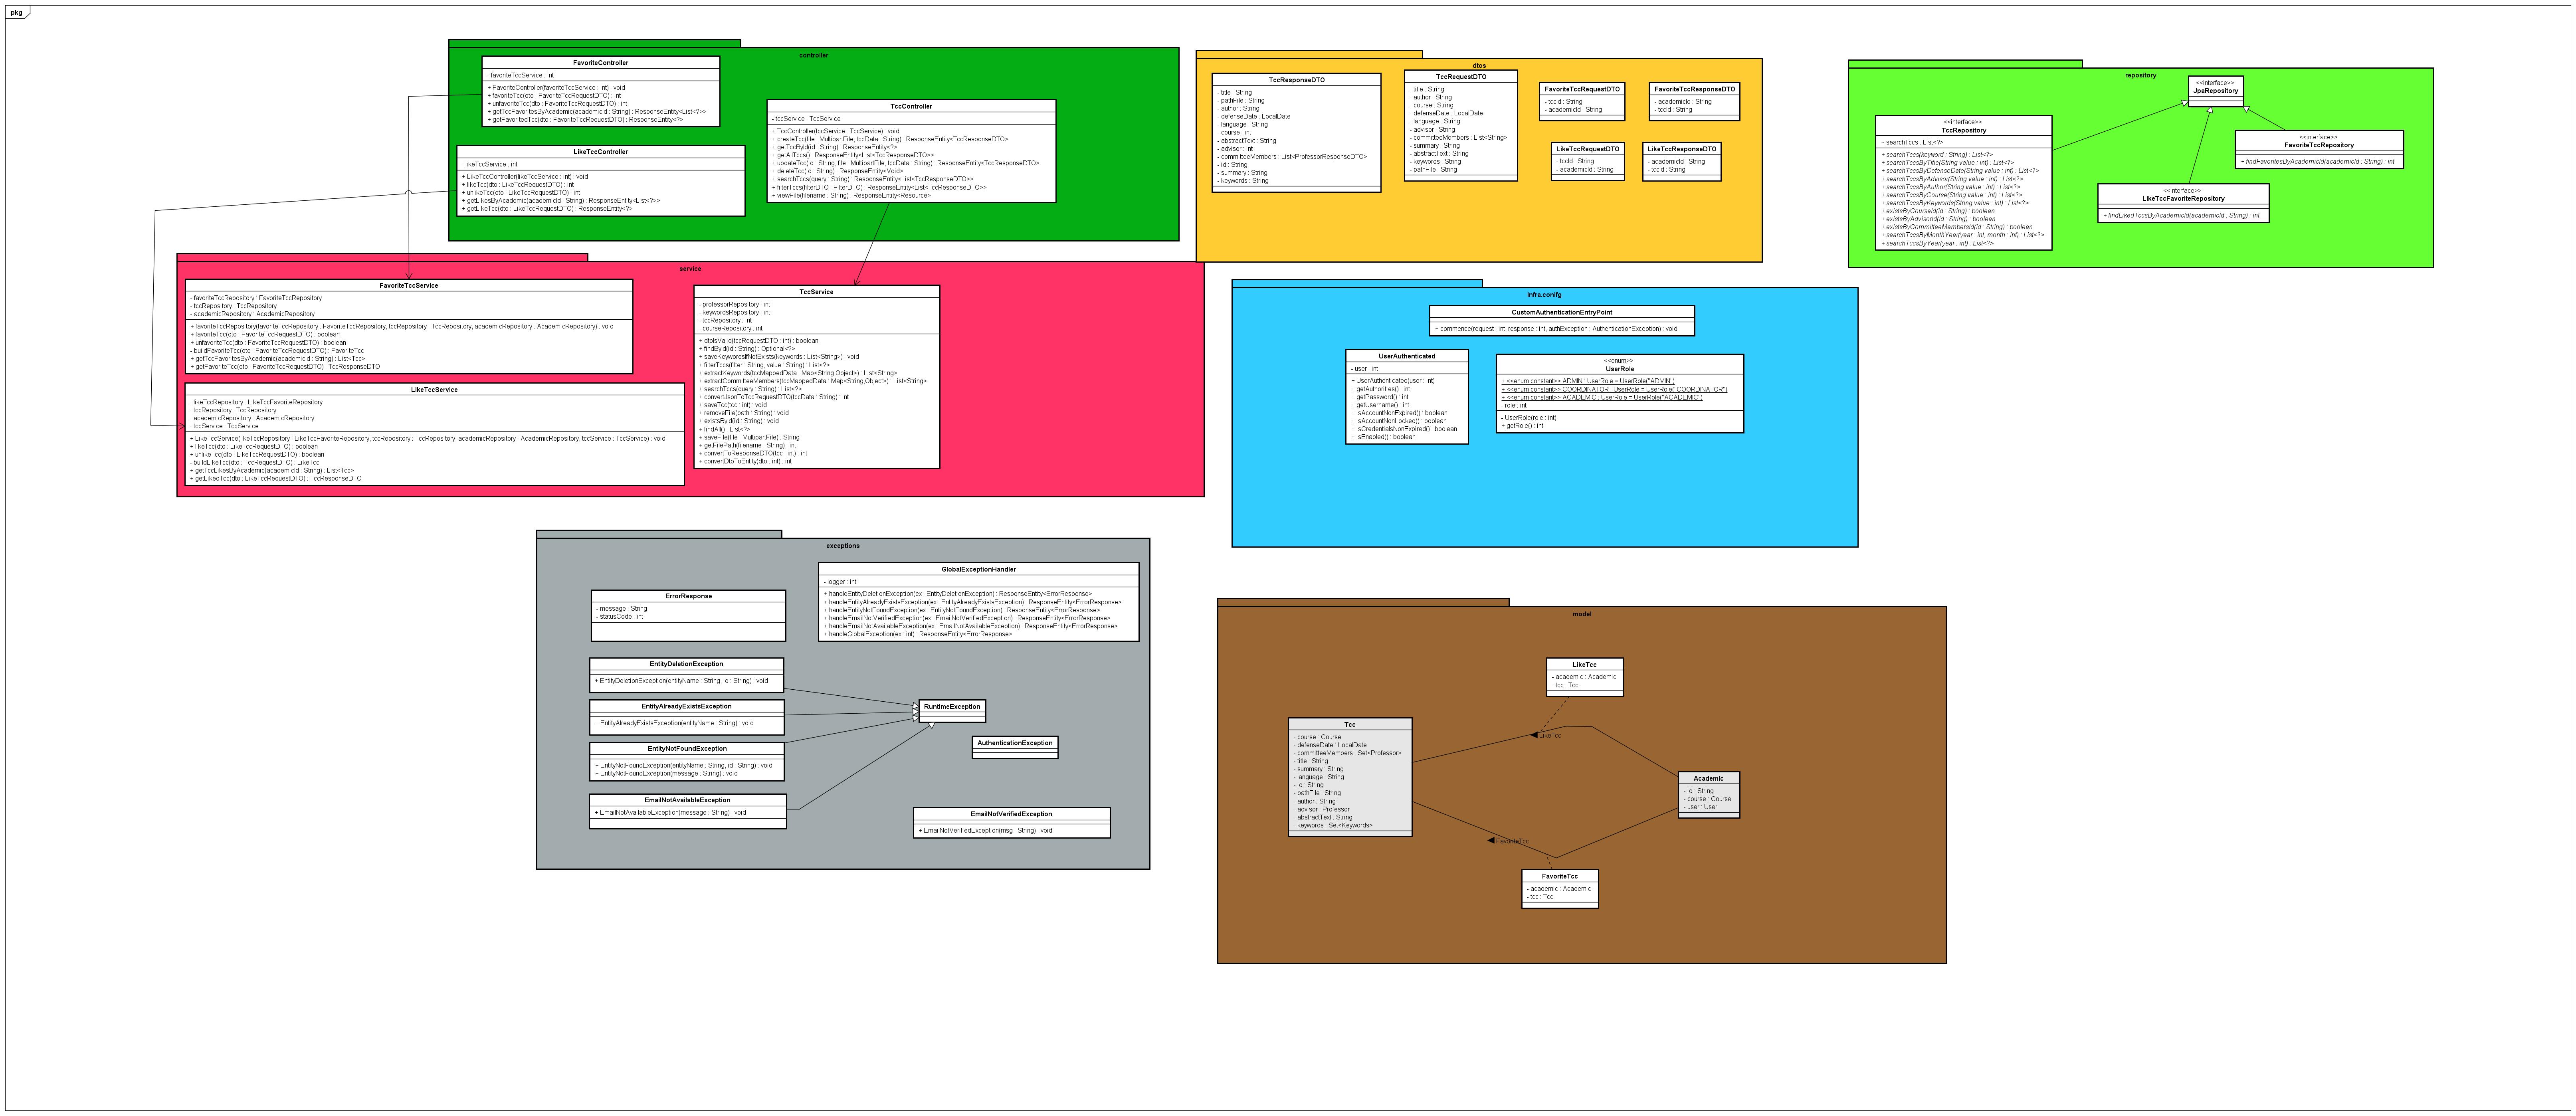 pkg
controller
FavoriteController
- favoriteTccService : int
+ FavoriteController(favoriteTccService : int) : void
+ favoriteTcc(dto : FavoriteTccRequestDTO) : int
+ unfavoriteTcc(dto : FavoriteTccRequestDTO) : int
+ getTccFavoritesByAcademic(academicId : String) : ResponseEntity<List<?>>
+ getFavoritedTcc(dto : FavoriteTccRequestDTO) : ResponseEntity<?>
LikeTccController
- likeTccService : int
+ LikeTccController(likeTccService : int) : void
+ likeTcc(dto : LikeTccRequestDTO) : int
+ unlikeTcc(dto : LikeTccRequestDTO) : int
+ getLikesByAcademic(academicId : String) : ResponseEntity<List<?>>
+ getLikeTcc(dto : LikeTccRequestDTO) : ResponseEntity<?>
TccController
- tccService : TccService
+ TccController(tccService : TccService) : void
+ createTcc(file : MultipartFile, tccData : String) : ResponseEntity<TccResponseDTO>
+ getTccById(id : String) : ResponseEntity<?>
+ getAllTccs() : ResponseEntity<List<TccResponseDTO>>
+ updateTcc(id : String, file : MultipartFile, tccData : String) : ResponseEntity<TccResponseDTO>
+ deleteTcc(id : String) : ResponseEntity<Void>
+ searchTccs(query : String) : ResponseEntity<List<TccResponseDTO>>
+ filterTccs(filterDTO : FilterDTO) : ResponseEntity<List<TccResponseDTO>>
+ viewFile(filename : String) : ResponseEntity<Resource>
dtos
TccResponseDTO
- title : String
- pathFile : String
- author : String
- defenseDate : LocalDate
- language : String
- course : int
- abstractText : String
- advisor : int
- committeeMembers : List<ProfessorResponseDTO>
- id : String
- summary : String
- keywords : String
TccRequestDTO
- title : String
- author : String
- course : String
- defenseDate : LocalDate
- language : String
- advisor : String
- committeeMembers : List<String>
- summary : String
- abstractText : String
- keywords : String
- pathFile : String
FavoriteTccRequestDTO
- tccId : String
- academicId : String
FavoriteTccResponseDTO
- academicId : String
- tccId : String
LikeTccRequestDTO
- tccId : String
- academicId : String
LikeTccResponseDTO
- academicId : String
- tccId : String
repository
<<interface>>
JpaRepository
<<interface>>
TccRepository
~ searchTccs : List<?>
+ searchTccs(keyword : String) : List<?>
+ searchTccsByTitle(String value : int) : List<?>
+ searchTccsByDefenseDate(String value : int) : List<?>
+ searchTccsByAdvisor(String value : int) : List<?>
+ searchTccsByAuthor(String value : int) : List<?>
+ searchTccsByCourse(String value : int) : List<?>
+ searchTccsByKeywords(String value : int) : List<?>
+ existsByCourseId(id : String) : boolean
+ existsByAdvisorId(id : String) : boolean
+ existsByCommitteeMembersId(id : String) : boolean
+ searchTccsByMonthYear(year : int, month : int) : List<?>
+ searchTccsByYear(year : int) : List<?>
<<interface>>
FavoriteTccRepository
+ findFavoritesByAcademicId(academicId : String) : int
<<interface>>
LikeTccFavoriteRepository
+ findLikedTccsByAcademicId(academicId : String) : int
service
FavoriteTccService
- favoriteTccRepository : FavoriteTccRepository
- tccRepository : TccRepository
- academicRepository : AcademicRepository
+ favoriteTccRepository(favoriteTccRepository : FavoriteTccRepository, tccRepository : TccRepository, academicRepository : AcademicRepository) : void
+ favoriteTcc(dto : FavoriteTccRequestDTO) : boolean
+ unfavoriteTcc(dto : FavoriteTccRequestDTO) : boolean
- buildFavoriteTcc(dto : FavoriteTccRequestDTO) : FavoriteTcc
+ getTccFavoritesByAcademic(academicId : String) : List<Tcc>
+ getFavoriteTcc(dto : FavoriteTccRequestDTO) : TccResponseDTO
LikeTccService
- likeTccRepository : LikeTccFavoriteRepository
- tccRepository : TccRepository
- academicRepository : AcademicRepository
- tccService : TccService
+ LikeTccService(likeTccRepository : LikeTccFavoriteRepository, tccRepository : TccRepository, academicRepository : AcademicRepository, tccService : TccService) : void
+ likeTcc(dto : LikeTccRequestDTO) : boolean
+ unlikeTcc(dto : LikeTccRequestDTO) : boolean
- buildLikeTcc(dto : TccRequestDTO) : LikeTcc
+ getTccLikesByAcademic(academicId : String) : List<Tcc>
+ getLikedTcc(dto : LikeTccRequestDTO) : TccResponseDTO
TccService
- professorRepository : int
- keywordsRepository : int
- tccRepository : int
- courseRepository : int
+ dtoIsValid(tccRequestDTO : int) : boolean
+ findById(id : String) : Optional<?>
+ saveKeywordsIfNotExists(keywords : List<String>) : void
+ filterTccs(filter : String, value : String) : List<?>
+ extractKeywords(tccMappedData : Map<String,Object>) : List<String>
+ extractCommitteeMembers(tccMappedData : Map<String,Object>) : List<String>
+ searchTccs(query : String) : List<?>
+ convertJsonToTccRequestDTO(tccData : String) : int
+ saveTcc(tcc : int) : void
+ removeFile(path : String) : void
+ existsById(id : String) : void
+ findAll() : List<?>
+ saveFile(file : MultipartFile) : String
+ getFilePath(filename : String) : int
+ convertToResponseDTO(tcc : int) : int
+ convertDtoToEntity(dto : int) : int
Infra.conifg
CustomAuthenticationEntryPoint
+ commence(request : int, response : int, authException : AuthenticationException) : void
UserAuthenticated
- user : int
+ UserAuthenticated(user : int)
+ getAuthorities() : int
+ getPassword() : int
+ getUsername() : int
+ isAccountNonExpired() : boolean
+ isAccountNonLocked() : boolean
+ isCredentialsNonExpired() : boolean
+ isEnabled() : boolean
<<enum>>
UserRole
+ <<enum constant>> ADMIN : UserRole = UserRole("ADMIN")
+ <<enum constant>> COORDINATOR : UserRole = UserRole("COORDINATOR")
+ <<enum constant>> ACADEMIC : UserRole = UserRole("ACADEMIC")
- role : int
- UserRole(role : int)
+ getRole() : int
exceptions
GlobalExceptionHandler
- logger : int
+ handleEntityDeletionException(ex : EntityDeletionException) : ResponseEntity<ErrorResponse>
+ handleEntityAlreadyExistsException(ex : EntityAlreadyExistsException) : ResponseEntity<ErrorResponse>
+ handleEntityNotFoundException(ex : EntityNotFoundException) : ResponseEntity<ErrorResponse>
+ handleEmailNotVerifiedException(ex : EmailNotVerifiedException) : ResponseEntity<ErrorResponse>
+ handleEmailNotAvailableException(ex : EmailNotAvailableException) : ResponseEntity<ErrorResponse>
+ handleGlobalException(ex : int) : ResponseEntity<ErrorResponse>
ErrorResponse
- message : String
- statusCode : int
EntityDeletionException
+ EntityDeletionException(entityName : String, id : String) : void
EntityAlreadyExistsException
+ EntityAlreadyExistsException(entityName : String) : void
EntityNotFoundException
+ EntityNotFoundException(entityName : String, id : String) : void
+ EntityNotFoundException(message : String) : void
EmailNotAvailableException
+ EmailNotAvailableException(message : String) : void
RuntimeException
AuthenticationException
EmailNotVerifiedException
+ EmailNotVerifiedException(msg : String) : void
model
LikeTcc
- academic : Academic
- tcc : Tcc
Tcc
- course : Course
- defenseDate : LocalDate
- committeeMembers : Set<Professor>
- title : String
- summary : String
- language : String
- id : String
- pathFile : String
- author : String
- advisor : Professor
- abstractText : String
- keywords : Set<Keywords>
LikeTcc
Academic
- id : String
- course : Course
- user : User
FavoriteTcc
FavoriteTcc
- academic : Academic
- tcc : Tcc